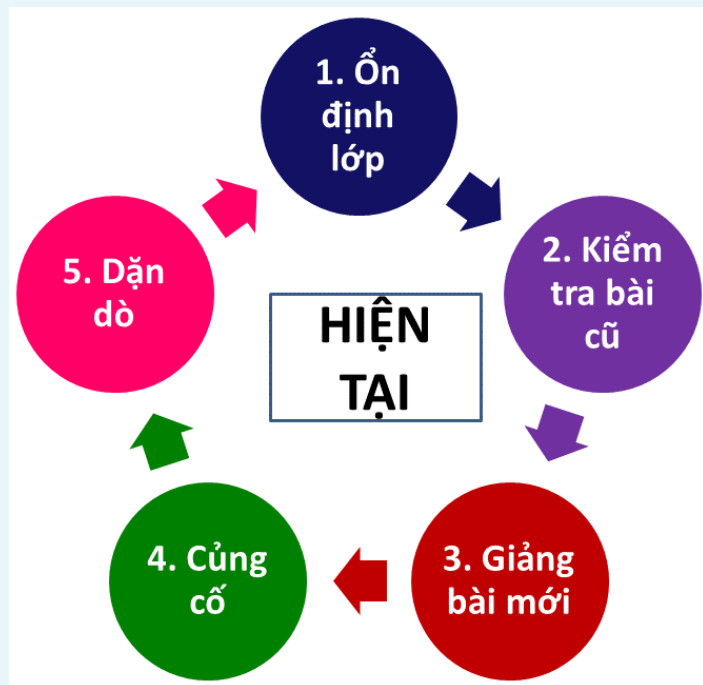 1. Ổn
định
lớp
2. Kiểm
tra bài
cũ
3. Giảng
bài mới
4. Củng
cố
5. Dặn
dò
HIỆN
TẠI